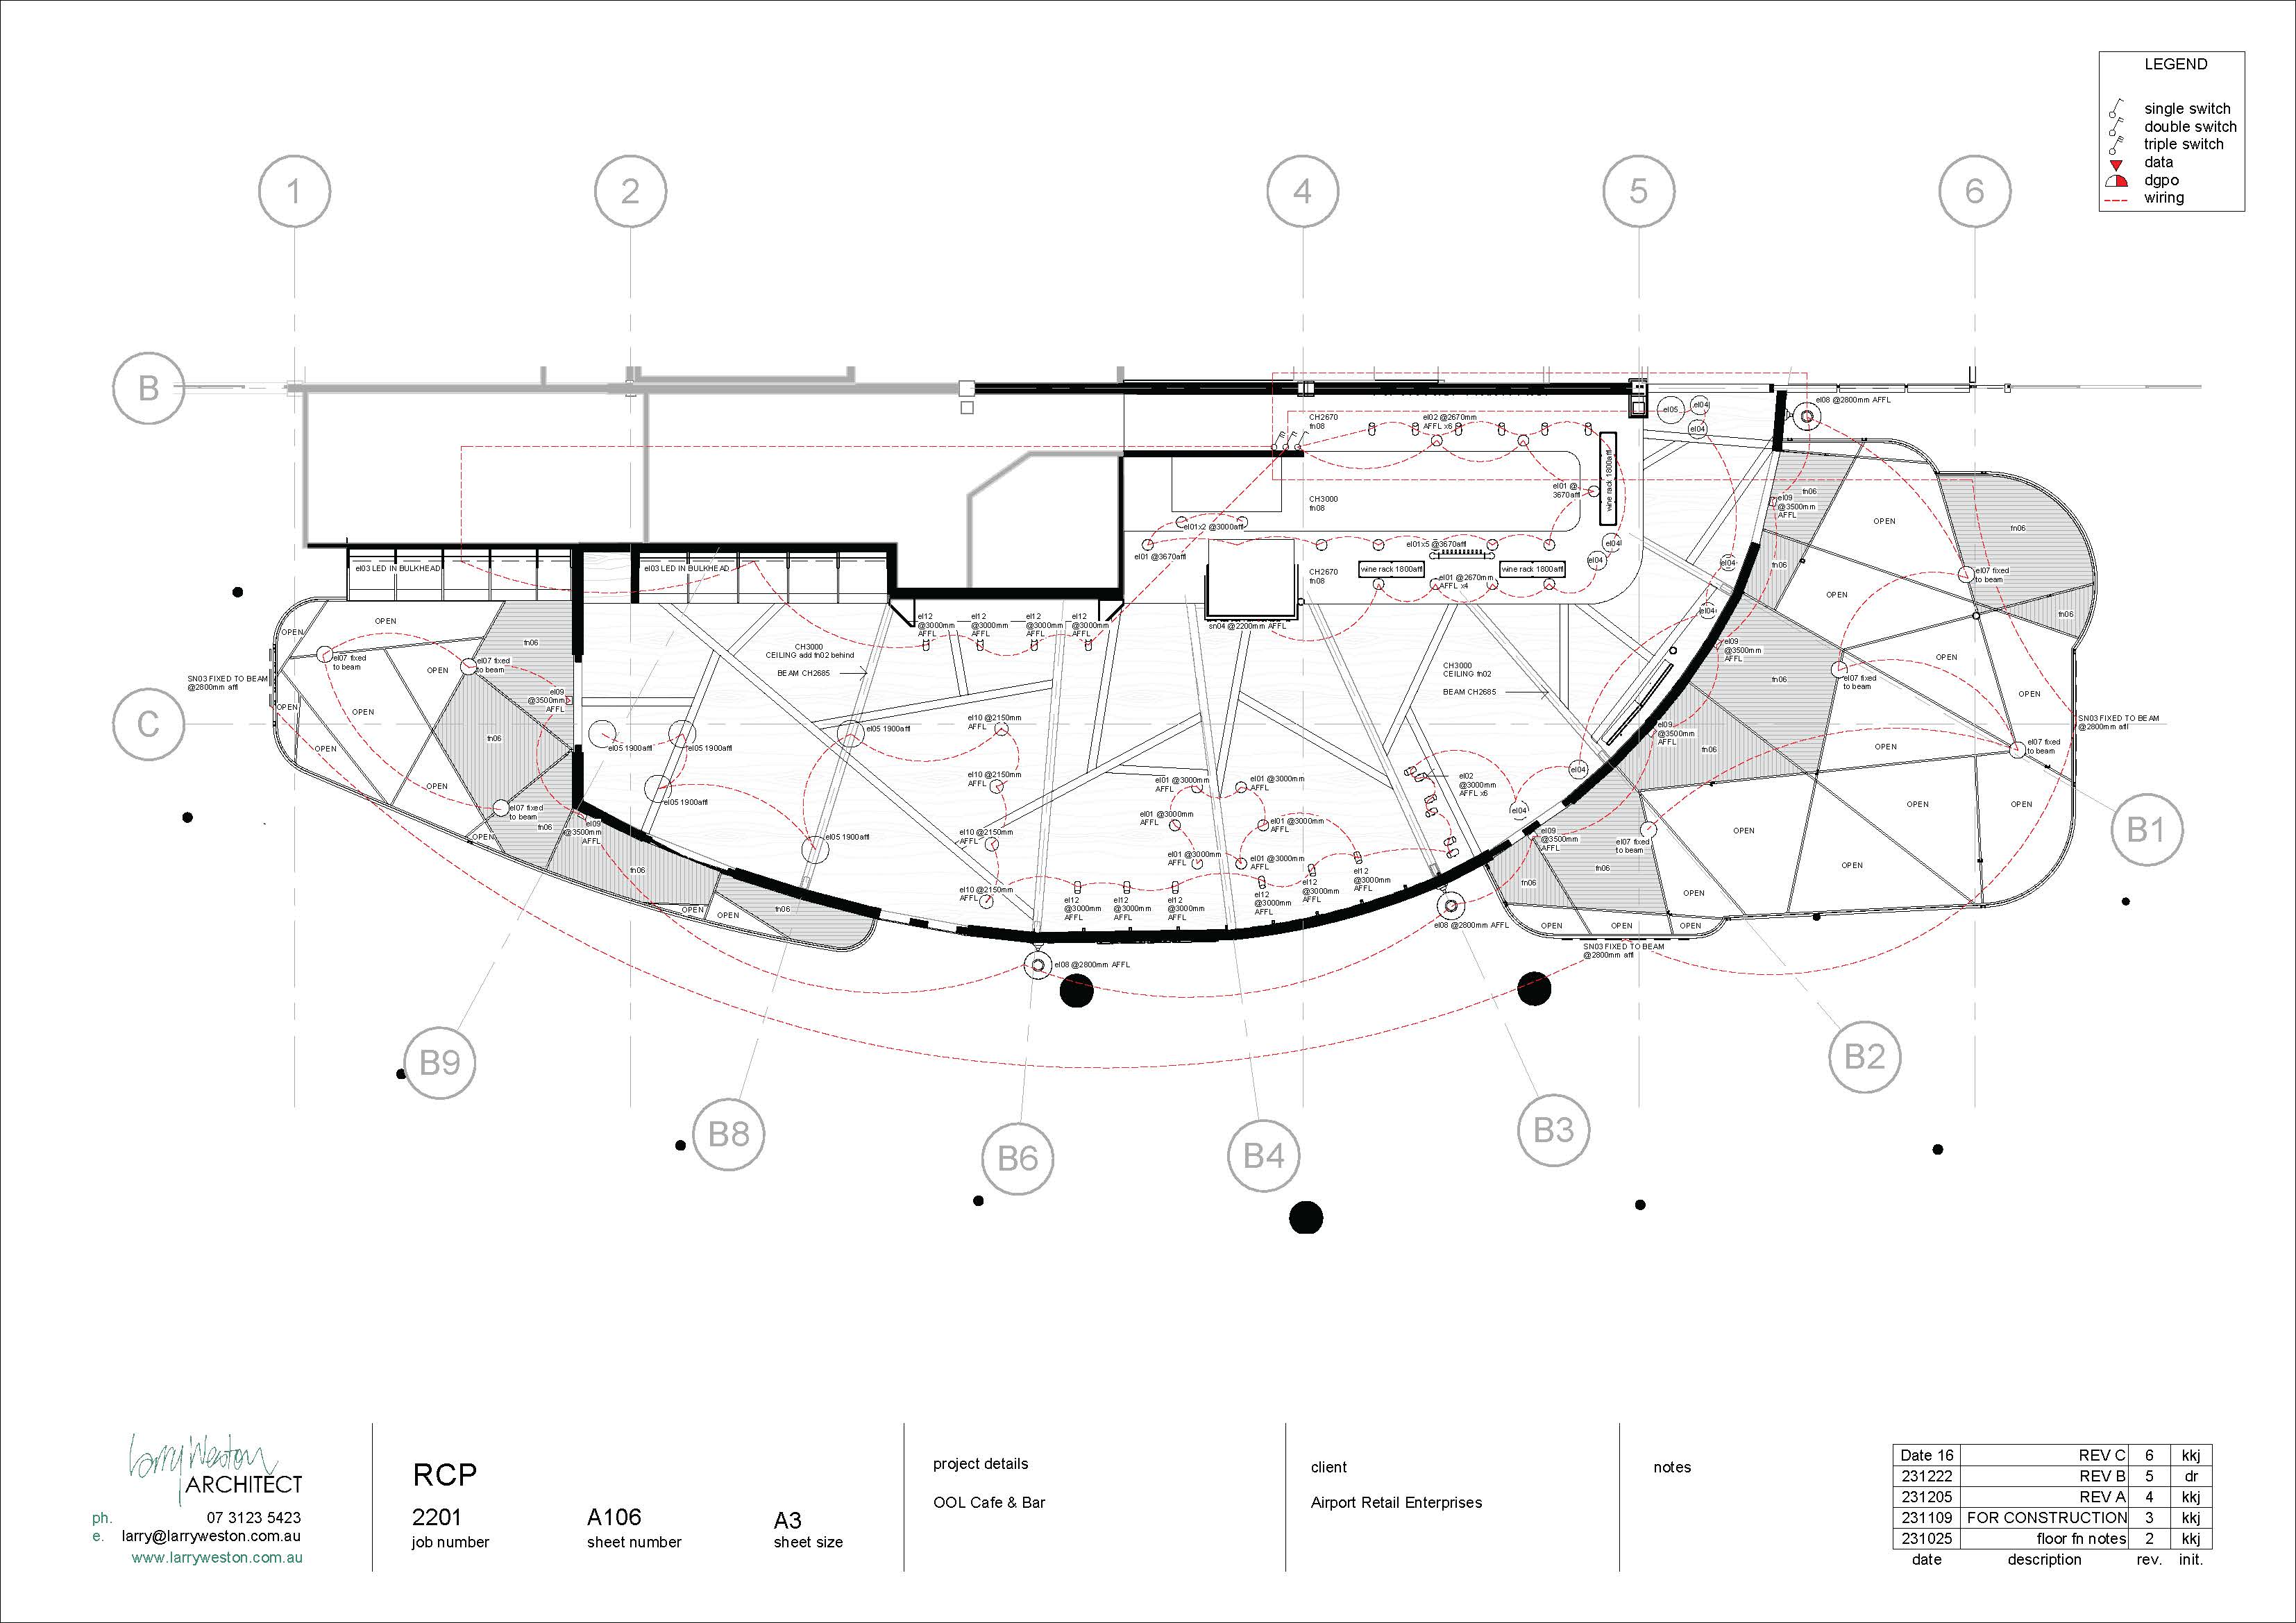 LEGEND
single switch
double switch
triple switch
data
dgpo
wiring
1
2
4
5
6
B
C
el08 @2800mm AFFL
CH2670
fn08
el02 @2670mm
AFFL x6
el05
el04
el04
wine rack 1800affl
el01 @
3670affl
CH3000
fn08
el01x2 @3000affl
el01 @3670affl
el01x5 @3670affl
el04
el04
wine rack 1800affl
wine rack 1800affl
el01 @2670mm
AFFL x4
CH2670
fn08
sn04 @2200mm AFFL
el04
el04
el03 LED IN BULKHEAD
el03 LED IN BULKHEAD
el09
@3500mm
AFFL
fn06
OPEN
fn06
fn06
OPEN
fn06
el07 fixed
to beam
OPEN
OPEN
fn06
el12
@3000mm
AFFL
el12
@3000mm
AFFL
el12
@3000mm
AFFL
el12
@3000mm
AFFL
CH3000
CEILING add fn02 behind
BEAM CH2685
CH3000
CEILING fn02
BEAM CH2685
el09
@3500mm
AFFL
fn06
OPEN
el07 fixed
to beam
OPEN
el07 fixed
to beam
OPEN
el07 fixed
to beam
SN03 FIXED TO BEAM
@2800mm affl
OPEN
OPEN
el09
@3500mm
AFFL
SN03 FIXED TO BEAM
@2800mm affl
el05 1900affl
el05 1900affl
el05 1900affl
el10 @2150mm
AFFL
el09
@3500mm
AFFL
fn06
OPEN
el07 fixed
to beam
SN03 FIXED TO BEAM
@2800mm affl
fn06
OPEN
OPEN
el07 fixed
to beam
fn06
OPEN
el09
@3500mm
AFFL
el05 1900affl
el05 1900affl
el10 @2150mm
AFFL
el10 @2150mm
AFFL
el10 @2150mm
AFFL
el01 @3000mm
AFFL
el01 @3000mm
AFFL
el01 @3000mm
AFFL
el01 @3000mm
AFFL
el01 @3000mm
AFFL
el01 @3000mm
AFFL
el02
@3000mm
AFFL x6
el04
el04
el09
@3500mm
AFFL
el07 fixed
to beam
OPEN
OPEN
OPEN
OPEN
fn06
fn06
OPEN
fn06
OPEN
OPEN
fn06
el12
@3000mm
AFFL
el12
@3000mm
AFFL
el12
@3000mm
AFFL
el12
@3000mm
AFFL
el12
@3000mm
AFFL
el12
@3000mm
AFFL
el08 @2800mm AFFL
OPEN
OPEN
OPEN
SN03 FIXED TO BEAM
@2800mm affl
el08 @2800mm AFFL
B1
B9
B8
B6
B4
B3
B2
Larry Weston
ARCHITECT
ph. 07 3123 5423
e. larry@larryweston.com.au
www.larryweston.com.au
RCP
2201
job number
A106
sheet number
A3
sheet size
project details
OOL Cafe & Bar
client
Airport Retail Enterprises
notes
Date 16 REV C 6 kkj
231222 REV B 5 dr
231205 REV A 4 kkj
231109 FOR CONSTRUCTION 3 kkj
231025 floor fn notes 2 kkj
date description rev. init.